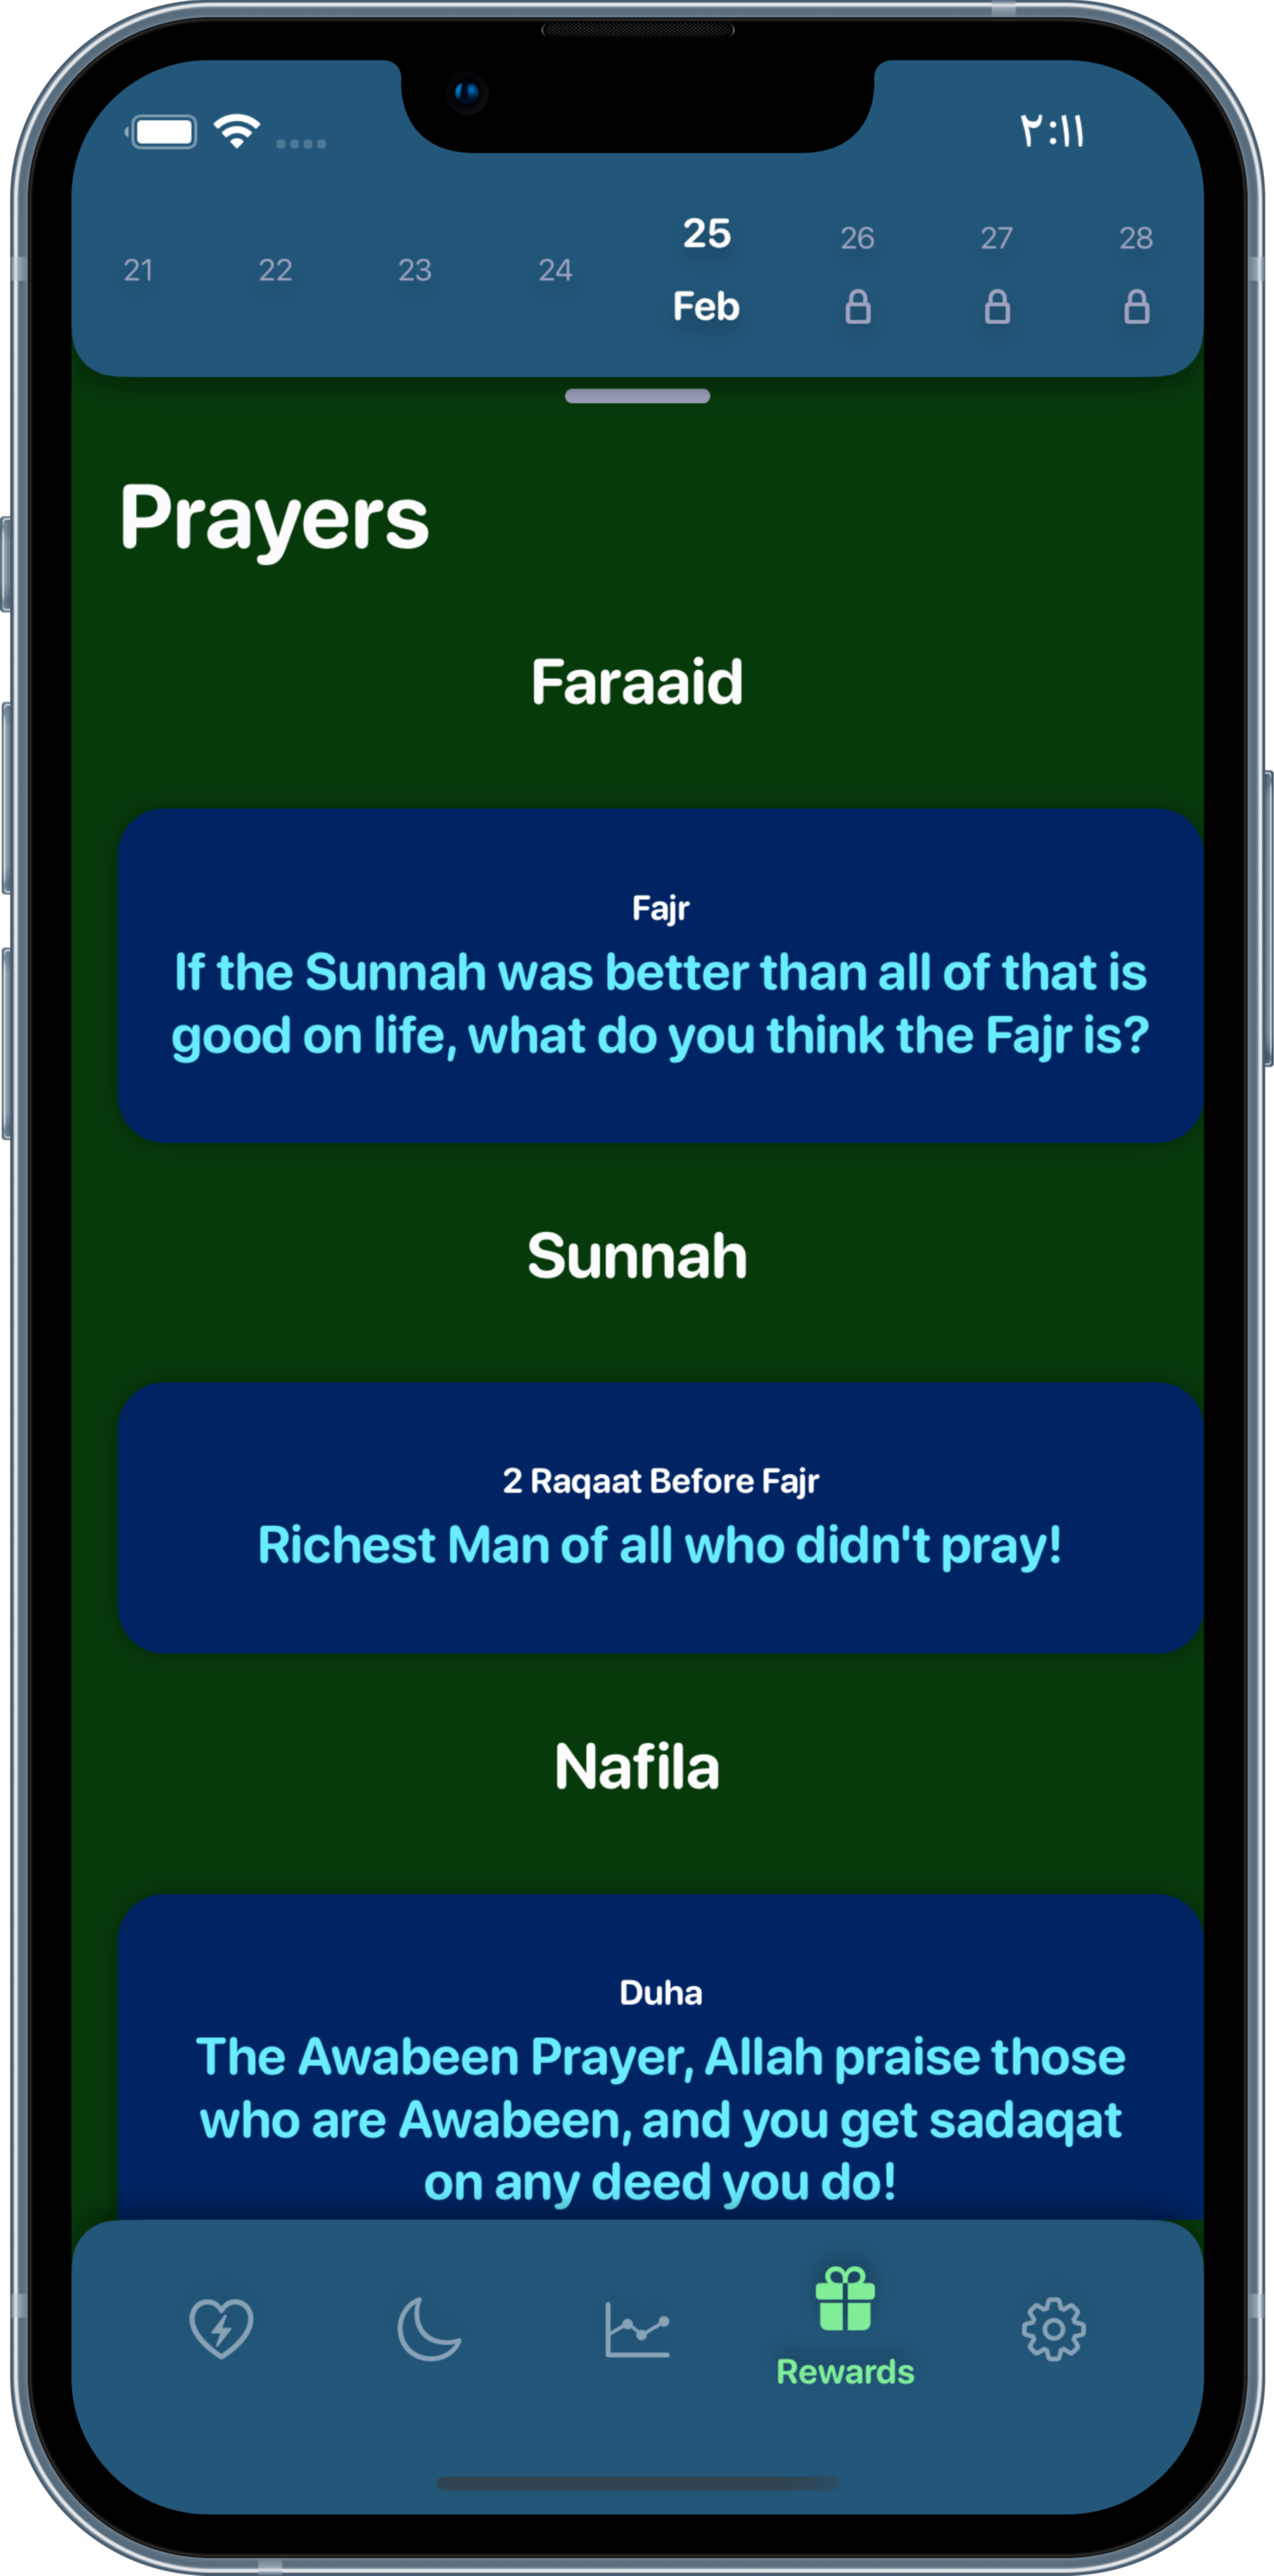 ٢:١١
21 22 23 24 25 26 27 28
Feb
Prayers
Faraaid
Fajr
If the Sunnah was better than all of that is
good on life, what do you think the Fajr is?
Sunnah
2 Raqaat Before Fajr
Richest Man of all who didn't pray!
Nafila
Duha
The Awabeen Prayer, Allah praise those
who are Awabeen, and you get sadaqat
on any deed you do!
Rewards